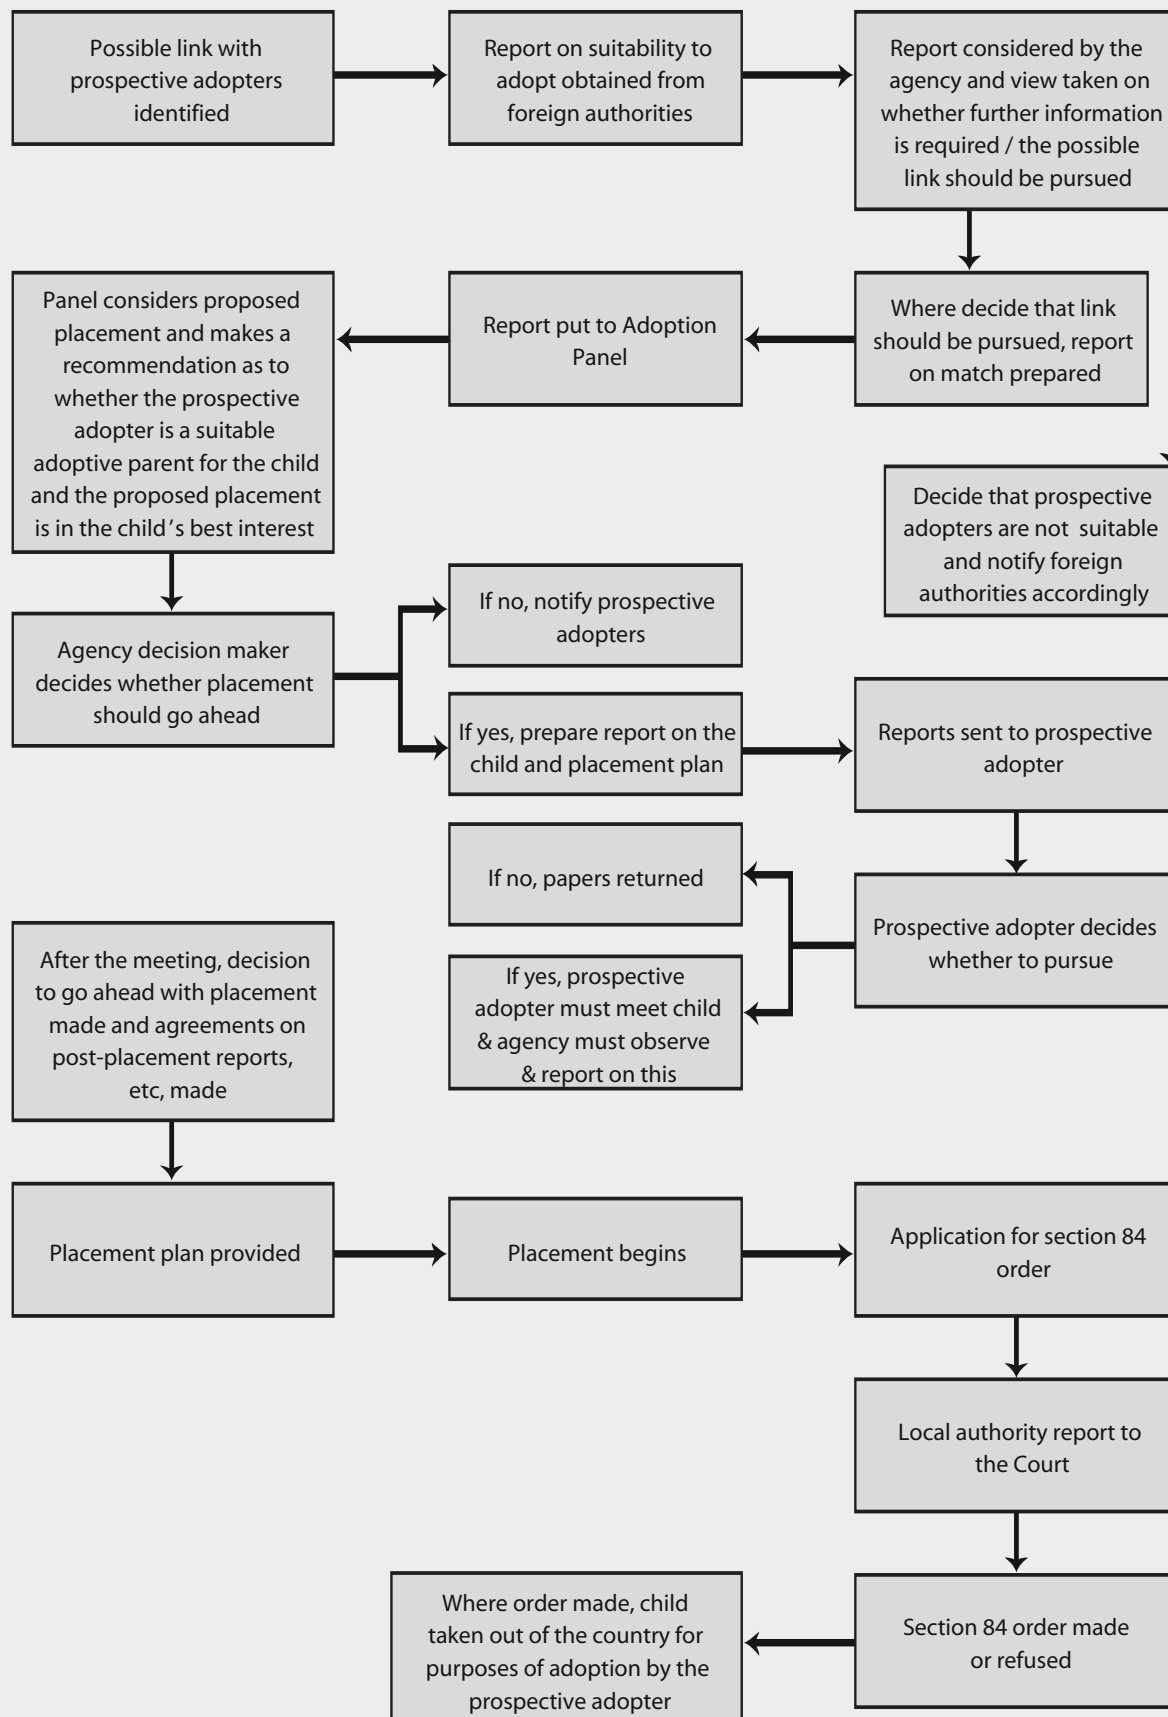 Possible link with
prospective adopters
identified
Report on suitability to
adopt obtained from
foreign authorities
Report considered by the
agency and view taken on
whether further information
is required / the possible
link should be pursued
Where decide that link
should be pursued, report
on match prepared
Report put to Adoption
Panel
Panel considers proposed
placement and makes a
recommendation as to
whether the prospective
adopter is a suitable
adoptive parent for the child
and the proposed placement
is in the child's best interest
Decide that prospective
adopters are not suitable
and notify foreign
authorities accordingly
Agency decision maker
decides whether placement
should go ahead
If no, notify prospective
adopters
If yes, prepare report on the
child and placement plan
Reports sent to prospective
adopter
Prospective adopter decides
whether to pursue
If no, papers returned
If yes, prospective
adopter must meet child
& agency must observe
& report on this
After the meeting, decision
to go ahead with placement
made and agreements on
post-placement reports,
etc, made
Placement plan provided
Placement begins
Application for section 84
order
Local authority report to
the Court
Section 84 order made
or refused
Where order made, child
taken out of the country for
purposes of adoption by the
prospective adopter